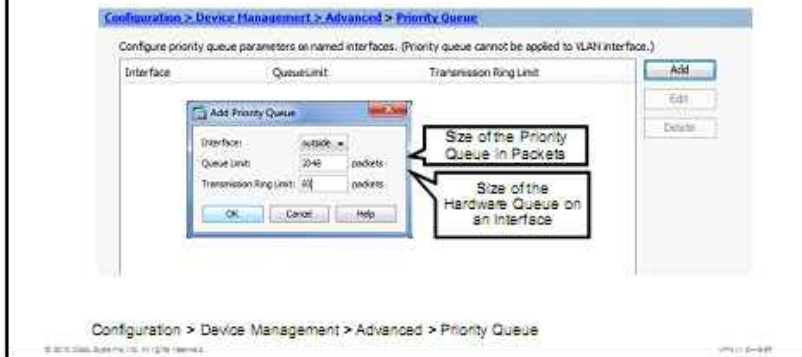 Configuration > Device Management > Advanced > Priority Queue
Configure priority queue parameters on named interfaces. (Priority queue cannot be applied to VLAN interface.)
Interface QueueLimit Transmission Ring Limit
Add
Edit
Delete
Add Priority Queue
Interface: outside
Queue Limit: 2048 packets
Transmission Ring Limit: packets
OK Cancel Help
Size of the Priority
Queue in Packets
Size of the
Hardware Queue on
an Interface
Configuration > Device Management > Advanced > Priority Queue